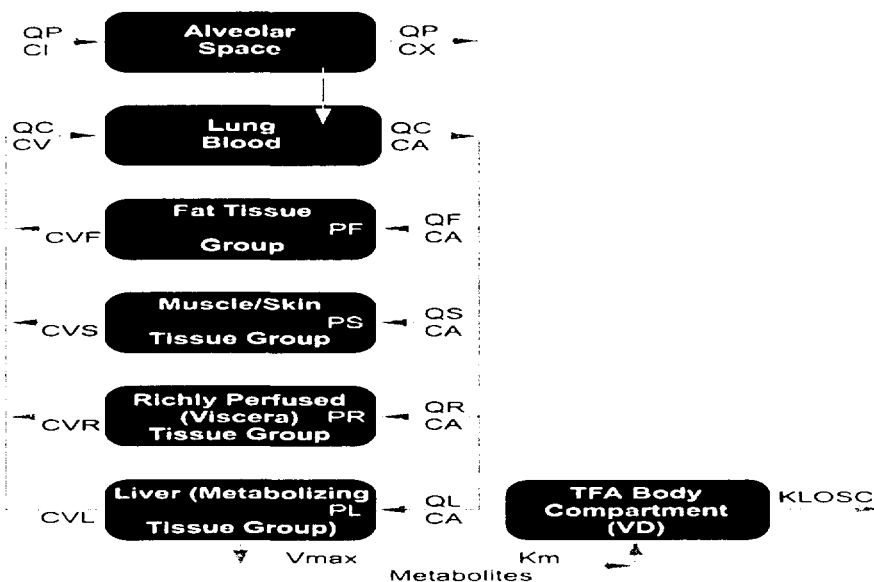 QP
CI
Alveolar
Space
QP
CX
QC
CV
Lung
Blood
QC
CA
CVF
Fat Tissue
Group
PF
QF
CA
CVS
Muscle/Skin
Tissue Group
PS
QS
CA
CVR
Richly Perfused
(Viscera)
Tissue Group
PR
QR
CA
CVL
Liver (Metabolizing
Tissue Group)
PL
QL
CA
TFA Body
Compartment
(VD)
KLOSC
Vmax
Km
Metabolites